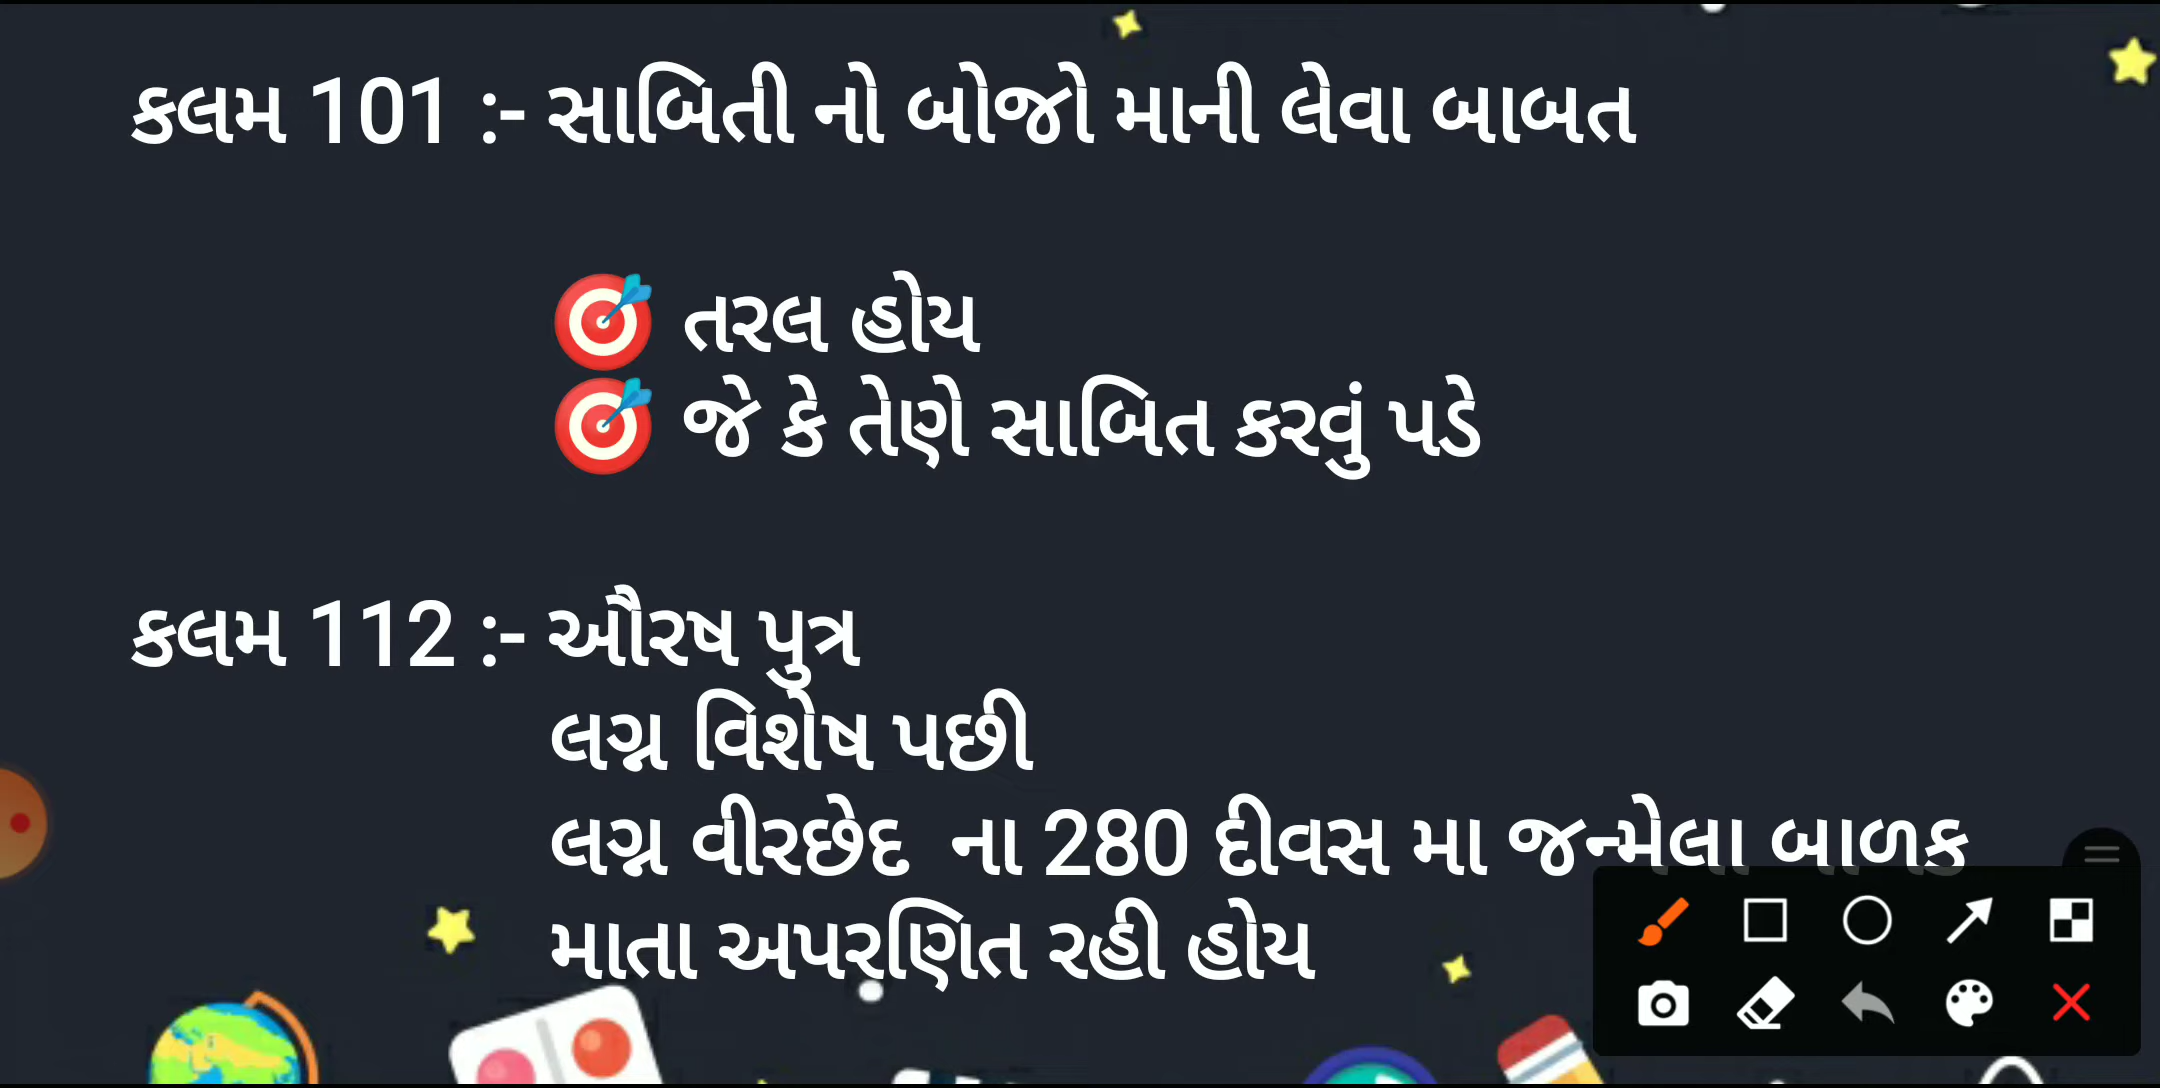 કલમ 101 :- સાબિતી નો બોજો માની લેવા બાબત
તરલ હોય
જે કે તેણે સાબિત કરવું પડે
કલમ 112 :- ઔરષ પુત્ર
લગ્ન વિશેષ પછી
લગ્ન વીરછેદ ના 280 દીવસ મા જન્મેલા બાળક
માતા અપરણિત રહી હોય